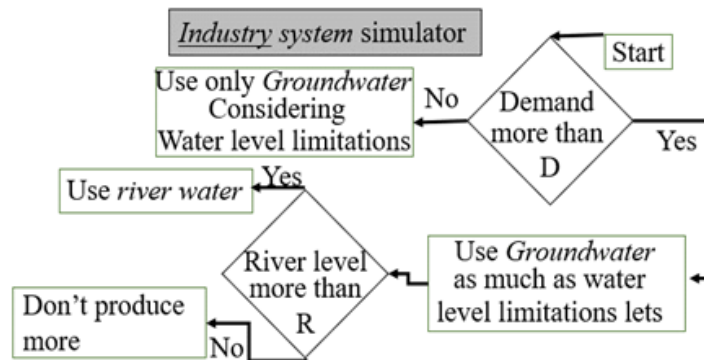 Industry system simulator
Start
Demand
more than
D
No
Yes
Use only Groundwater
Considering
Water level limitations
Use Groundwater
as much as water
level limitations lets
River level
more than
R
Yes
Use river water
No
Don’t produce
more